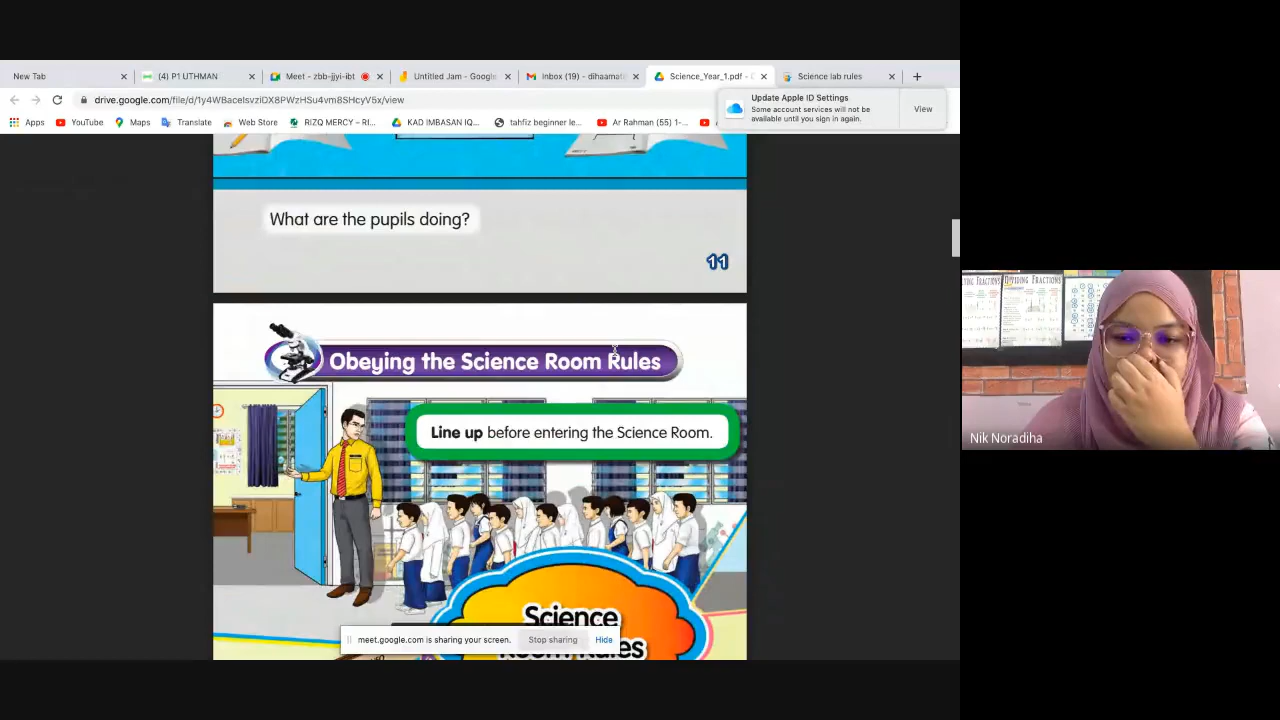 New Tab
(4) P1 UTHMAN
Meet - zbb-jjyi-ibt
Untitled Jam - Google
Inbox (19) - dihaamate
Science_Year_1.pdf -
Science lab rules
drive.google.com/file/d/1y4WBacelsvziDX8PWzHSu4vm8SHcyV5x/view
Update Apple ID Settings
Some account services will not be available until you sign in again.
View
Apps
YouTube
Maps
Translate
Web Store
RIZQ MERCY – RI...
KAD IMBASAN IQ...
tahfiz beginner le...
Ar Rahman (55) 1-...
What are the pupils doing?
11
Obeying the Science Room Rules
Line up before entering the Science Room.
Science
Room Rules
meet.google.com is sharing your screen.
Stop sharing
Hide
DIVIDING FRACTIONS
Nik Noradiha